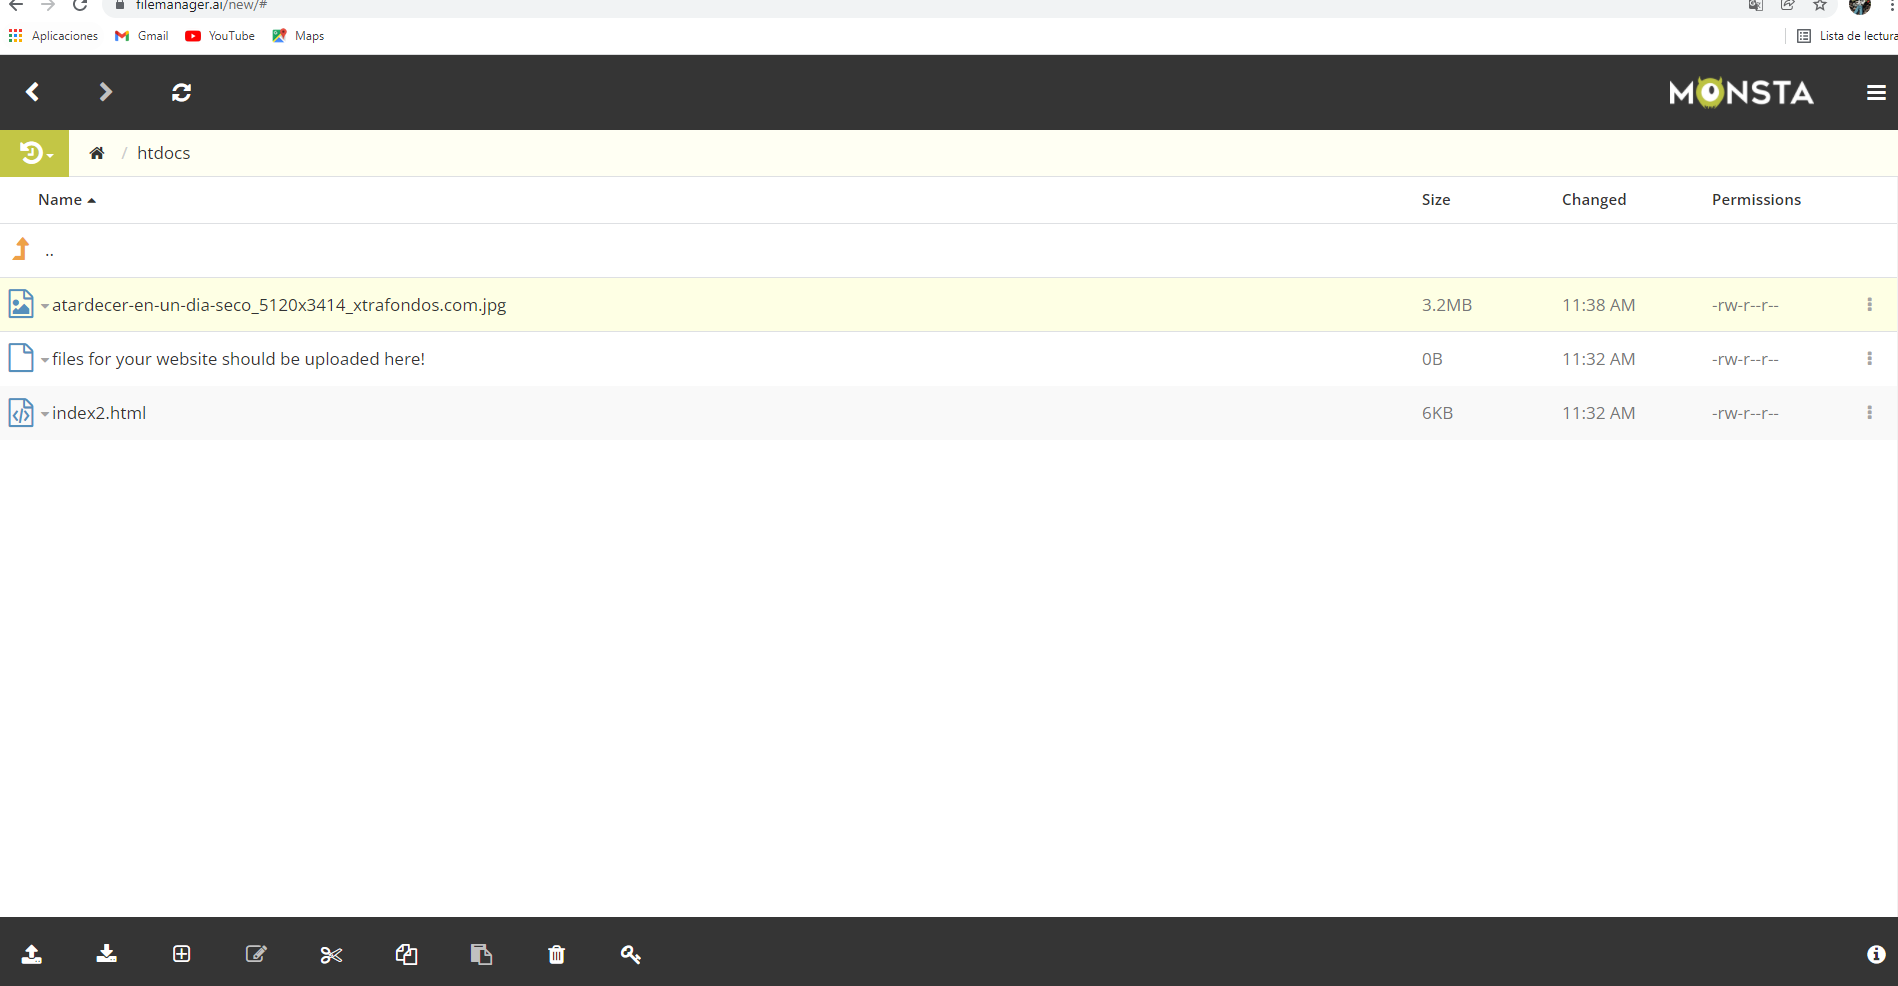 filemanager.ai/new/#
Aplicaciones Gmail YouTube Maps Lista de lectura
MONSTA
/ htdocs
Name Size Changed Permissions
..
atardecer-en-un-dia-seco_5120x3414_xtrafondos.com.jpg 3.2MB 11:38 AM -rw-r--r--
files for your website should be uploaded here! 0B 11:32 AM -rw-r--r--
index2.html 6KB 11:32 AM -rw-r--r--